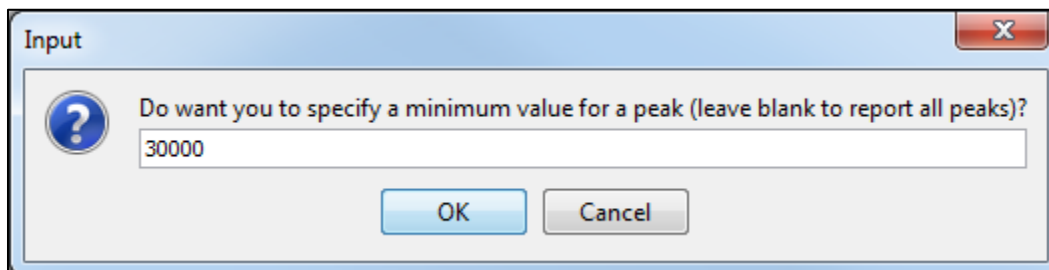 Input
Do want you to specify a minimum value for a peak (leave blank to report all peaks)?
30000
OK Cancel